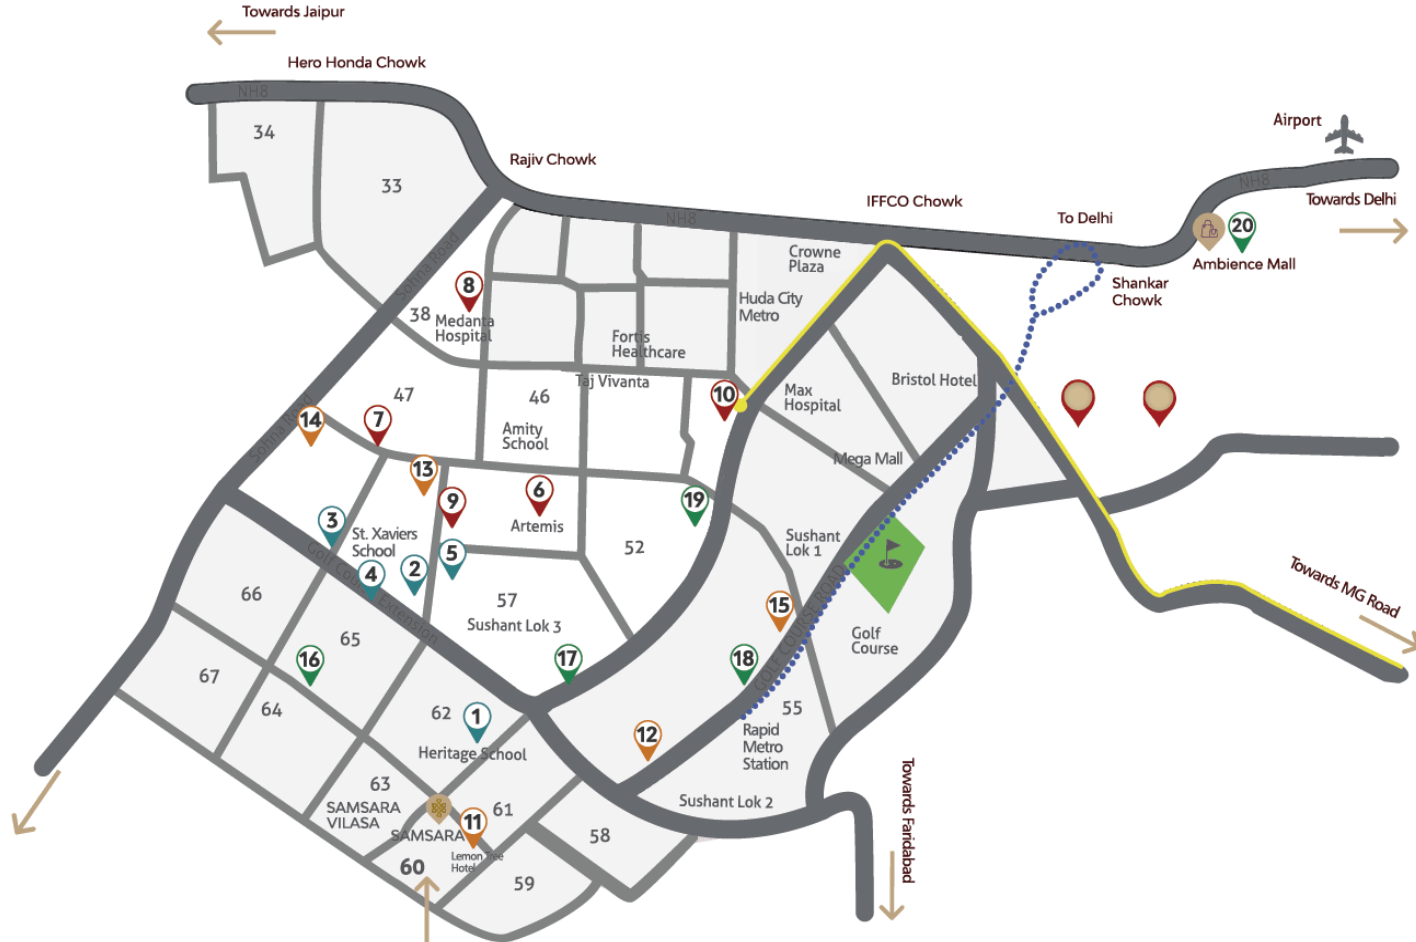 Towards Jaipur
Hero Honda Chowk
NH8
34
33
Rajiv Chowk
Airport
NH8
Towards Delhi
IFFCO Chowk
To Delhi
20
Ambience Mall
NH8
Crowne
Plaza
Shankar
Chowk
Sohna Road
8
38
Medanta
Hospital
Huda City
Metro
Fortis
Healthcare
Taj Vivanta
Bristol Hotel
47
46
10
Max
Hospital
14
7
Sohna Road
Amity
School
Mega Mall
13
9
6
Artemis
19
3
St. Xaviers
School
52
Sushant
Lok 1
Golf Course Extension
4
2
5
57
Sushant Lok 3
66
65
15
GOLF COURSE ROAD
Golf
Course
Towards MG Road
67
16
64
17
18
62
1
Heritage School
55
12
Rapid
Metro
Station
63
SAMSARA
VILASA
SAMSARA
11
61
Lemon Tree
Hotel
60
58
59
Sushant Lok 2
Towards Faridabad